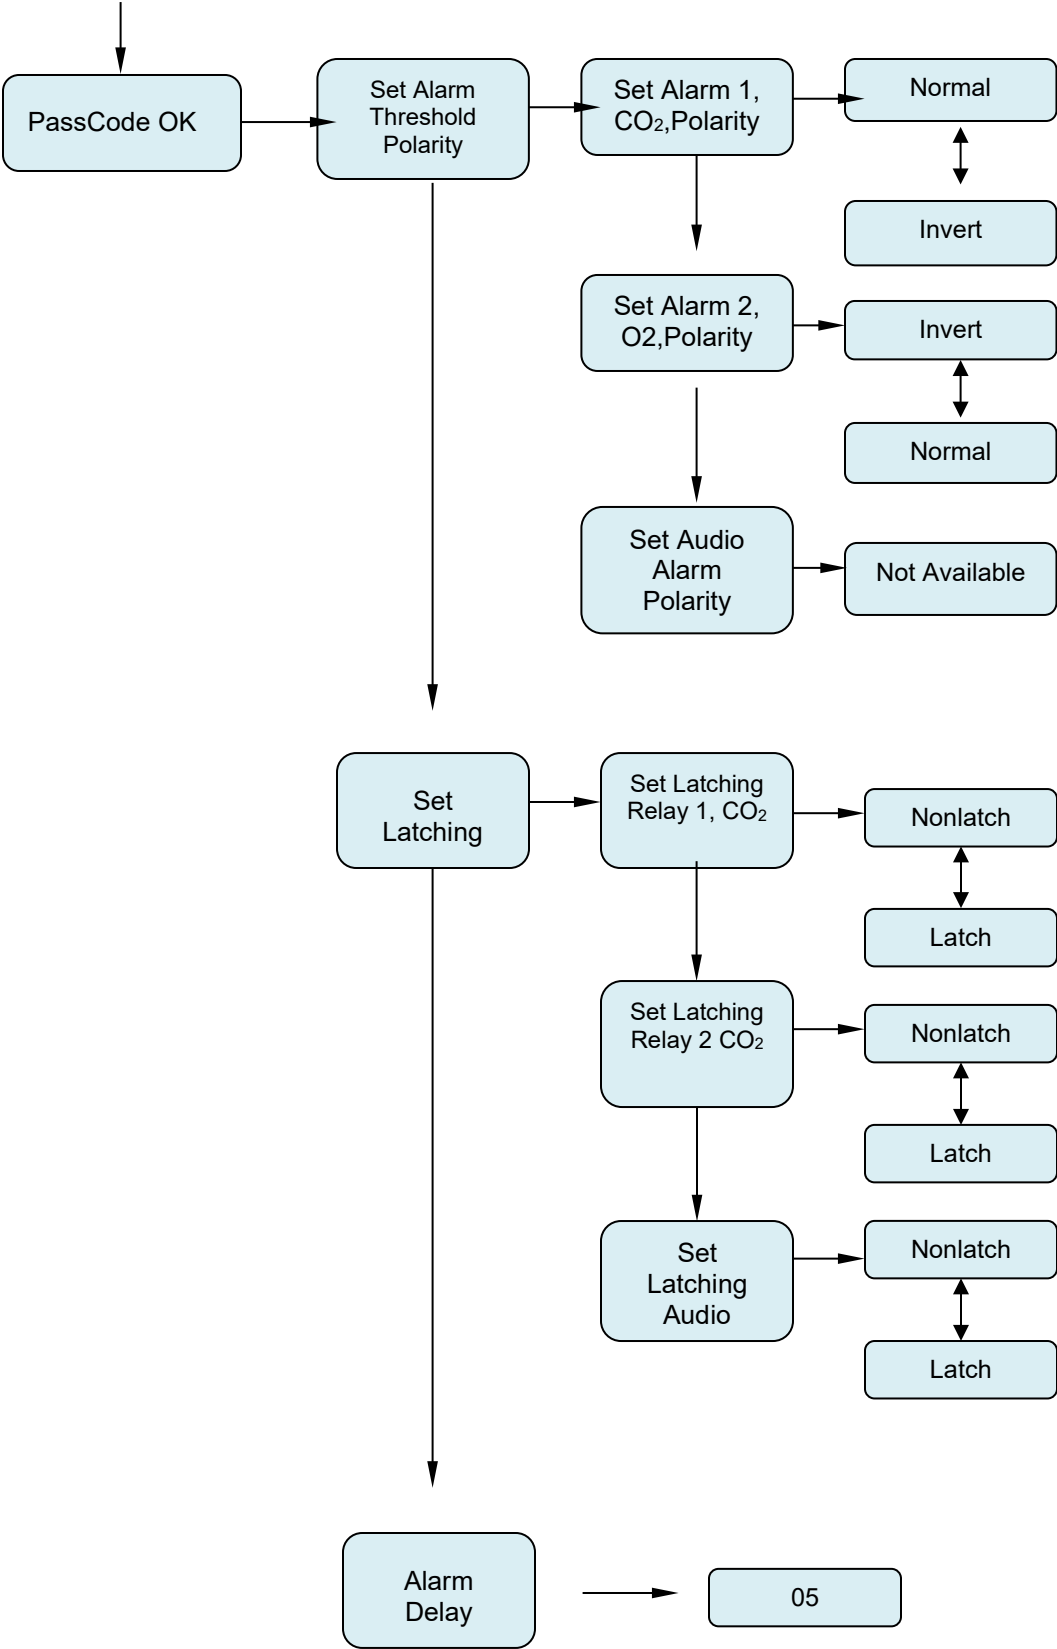 PassCode OK
Set Alarm
Threshold
Polarity
Set Alarm 1,
CO₂,Polarity
Normal
Invert
Set Alarm 2,
O2,Polarity
Invert
Normal
Set Audio
Alarm
Polarity
Not Available
Set
Latching
Set Latching
Relay 1, CO₂
Nonlatch
Latch
Set Latching
Relay 2 CO₂
Nonlatch
Latch
Set
Latching
Audio
Nonlatch
Latch
Alarm
Delay
05